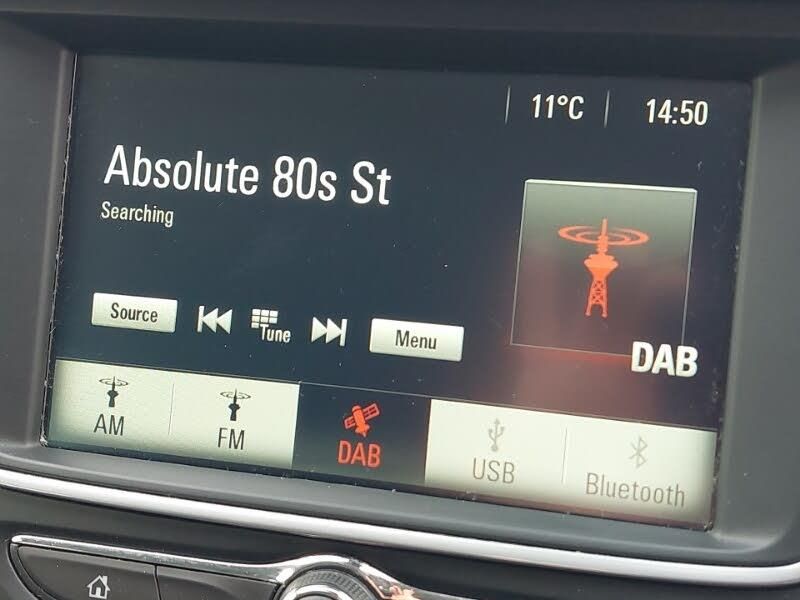 11°C 14:50
Absolute 80s St
Searching
Source Tune Menu
DAB
AM FM DAB USB Bluetooth